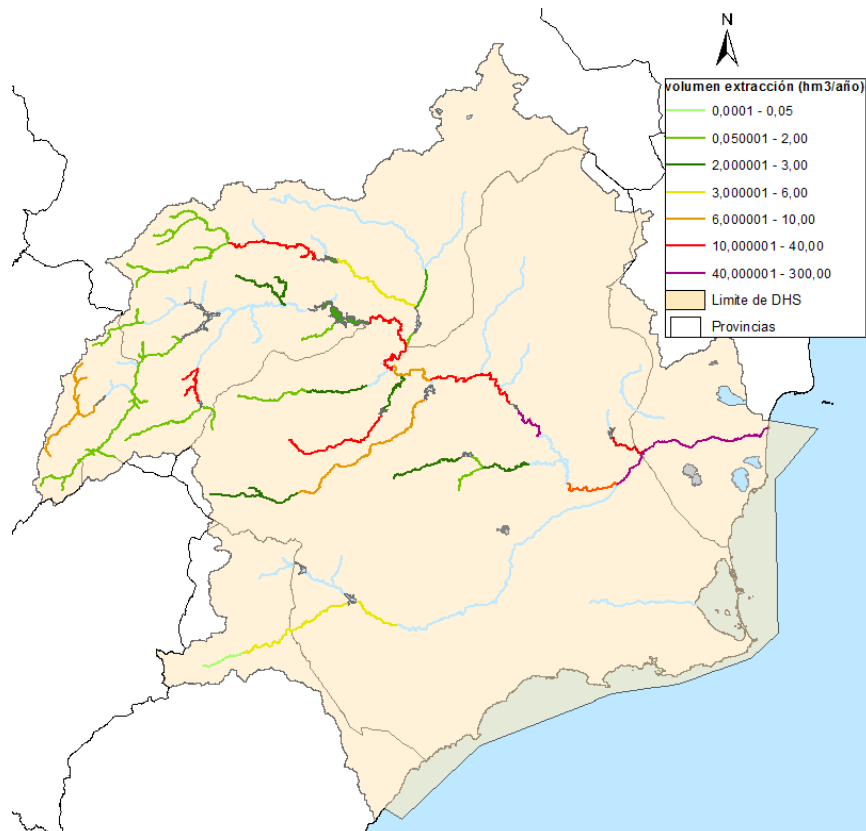 N
volumen extracción (hm3/año)
0,0001 - 0,05
0,050001 - 2,00
2,000001 - 3,00
3,000001 - 6,00
6,000001 - 10,00
10,000001 - 40,00
40,000001 - 300,00
Limite de DHS
Provincias